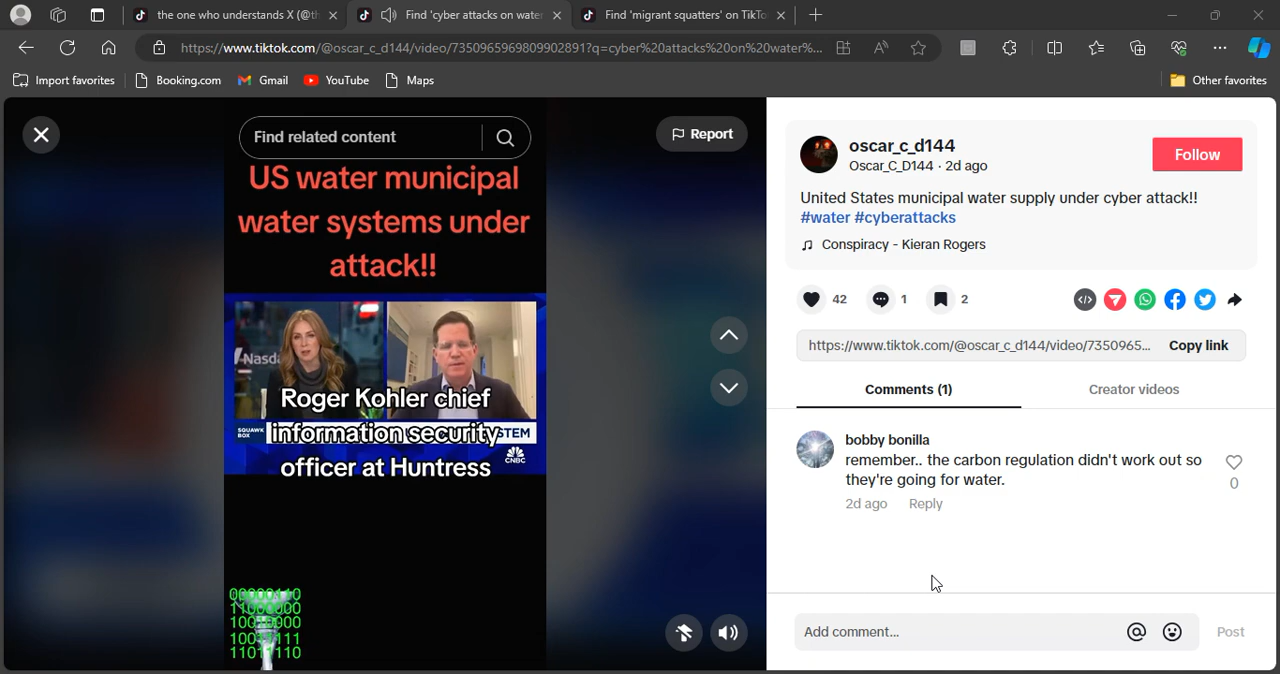 the one who understands X (@th
Find 'cyber attacks on water
Find 'migrant squatters' on TikTo
https://www.tiktok.com/@oscar_c_d144/video/7350965969809902891?q=cyber%20attacks%20on%20water%...
Import favorites
Booking.com
Gmail
YouTube
Maps
Other favorites
Find related content
Report
US water municipal
water systems under
attack!!
Nasda
Roger Kohler chief
SQUAWK BOX
information security
STEM
officer at Huntress
CNBC
00000110
11000000
10010000
10011111
11011110
oscar_c_d144
Oscar_C_D144 · 2d ago
Follow
United States municipal water supply under cyber attack!!
#water #cyberattacks
Conspiracy - Kieran Rogers
42
1
2
https://www.tiktok.com/@oscar_c_d144/video/7350965...
Copy link
Comments (1)
Creator videos
bobby bonilla
remember.. the carbon regulation didn't work out so
they're going for water.
0
2d ago
Reply
Add comment...
Post